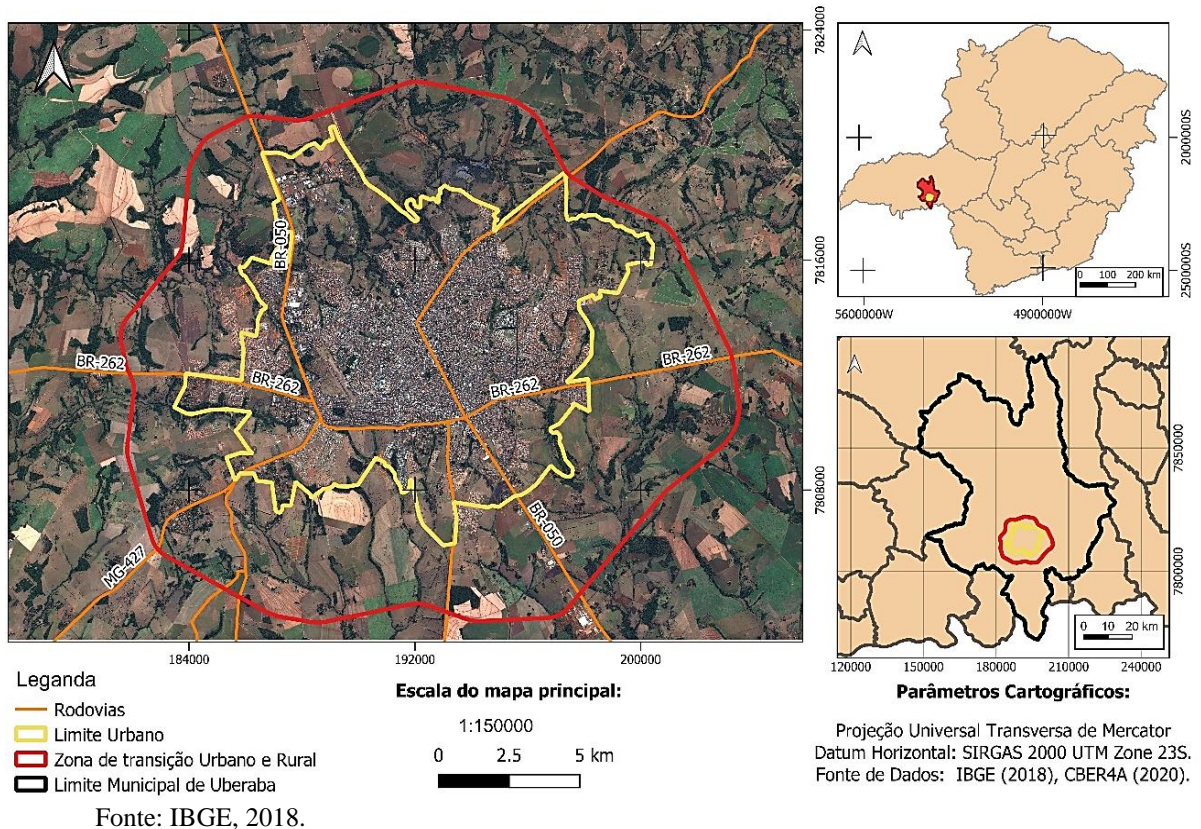 7824000
7816000
7808000
184000
192000
200000
BR-050
BR-262
BR-262
BR-262
BR-262
BR-050
MG-427
2000000S
2500000S
0 100 200 km
5600000W
4900000W
7850000
7800000
0 10 20 km
120000
150000
180000
210000
240000
Leganda
Rodovias
Limite Urbano
Zona de transição Urbano e Rural
Limite Municipal de Uberaba
Escala do mapa principal:
1:150000
0 2.5 5 km
Parâmetros Cartográficos:
Projeção Universal Transversa de Mercator
Datum Horizontal: SIRGAS 2000 UTM Zone 23S.
Fonte de Dados: IBGE (2018), CBER4A (2020).
Fonte: IBGE, 2018.